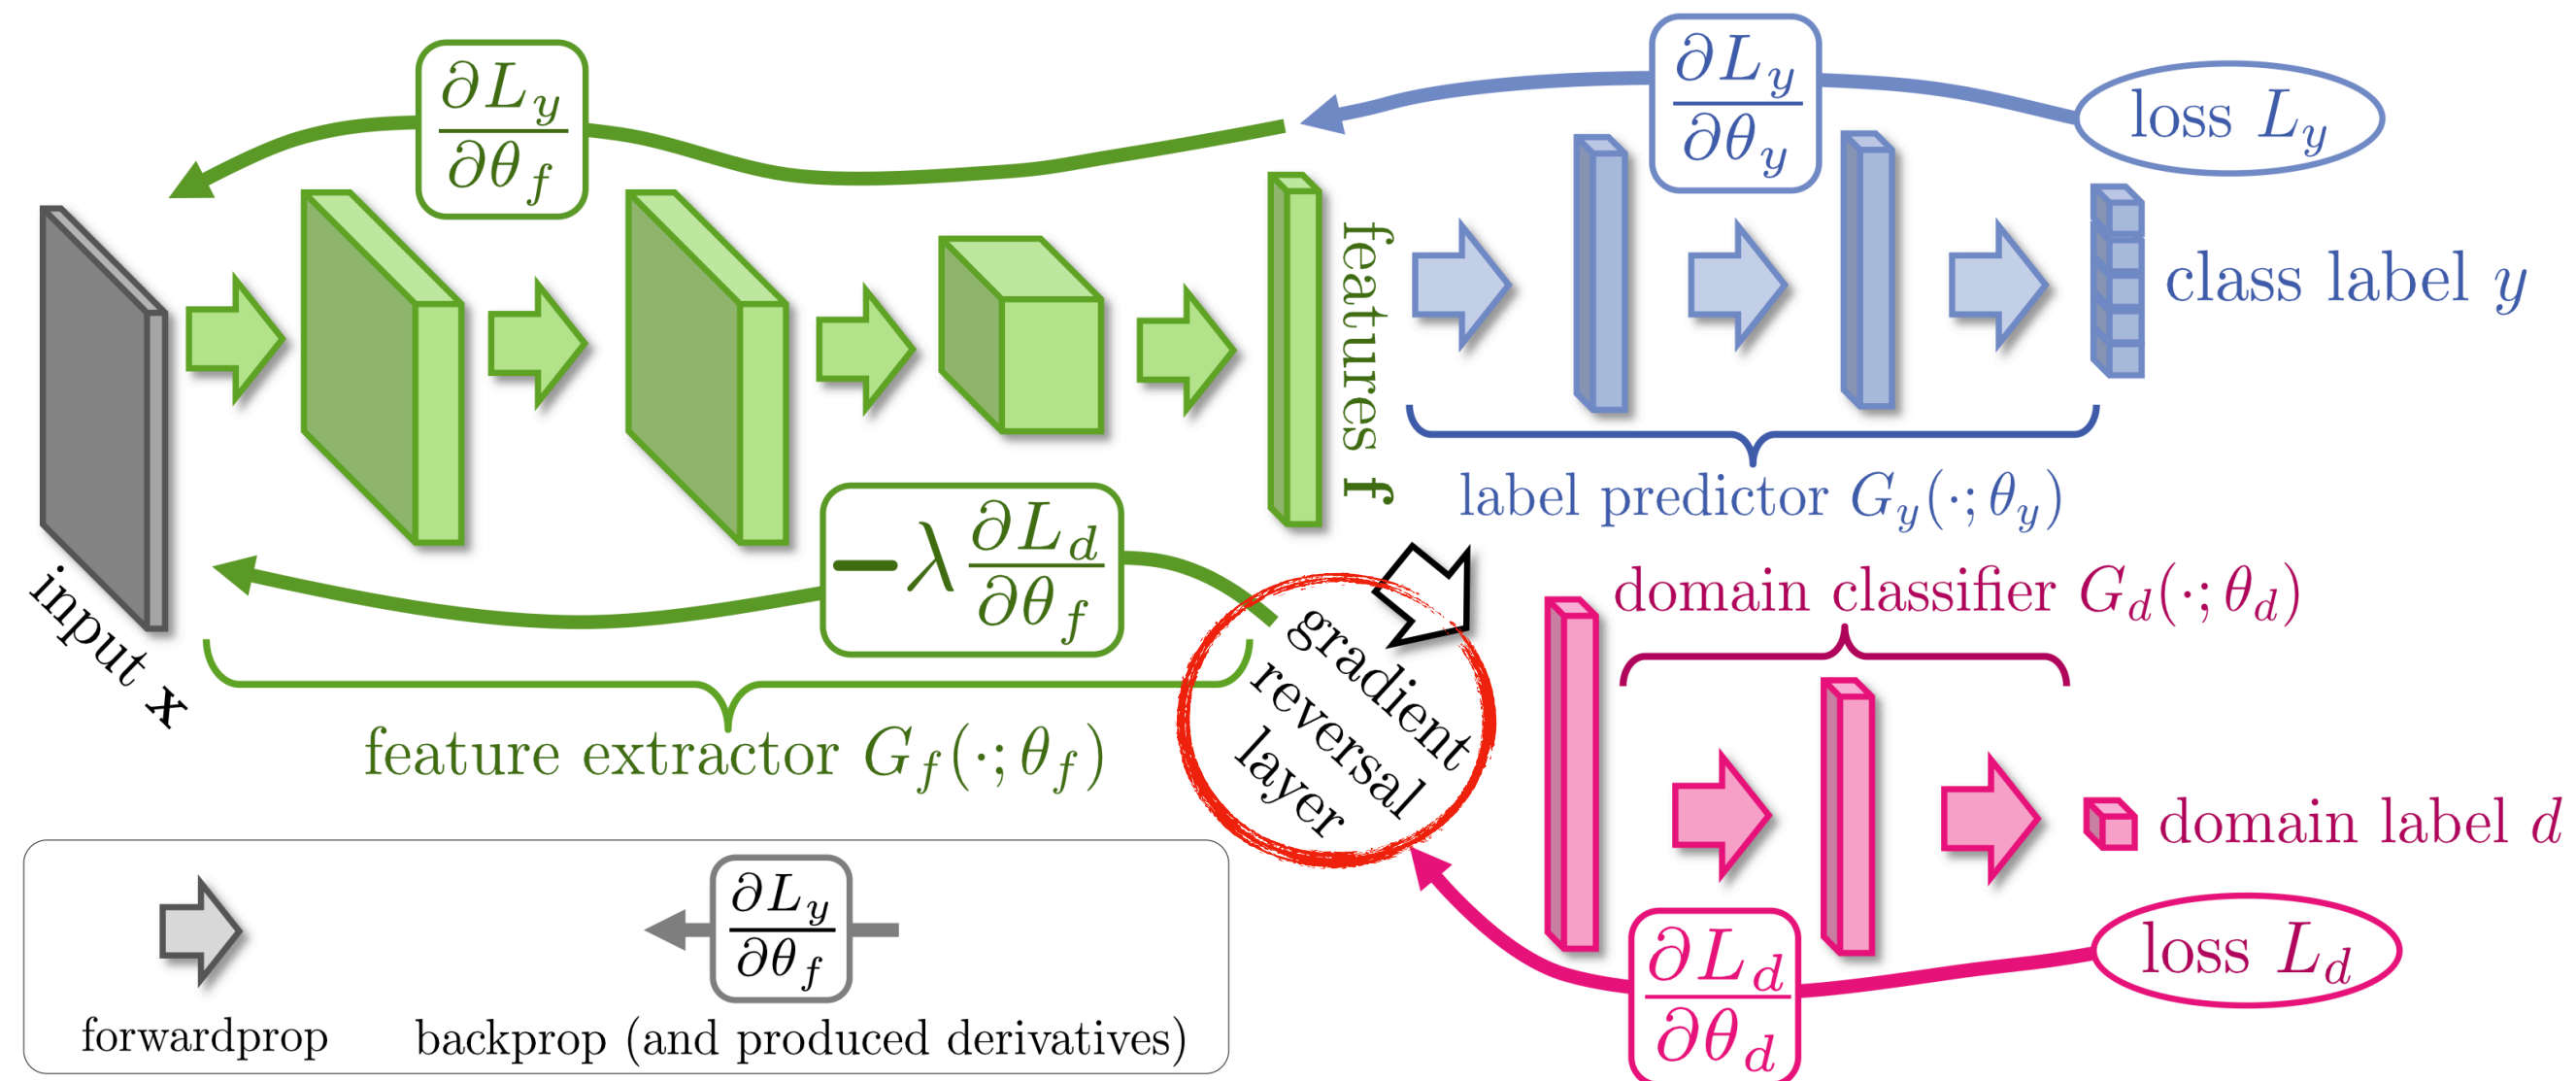 ∂L_y
∂θ_f
∂L_y
∂θ_y
loss L_y
features f
class label y
label predictor G_y(·; θ_y)
input x
−λ ∂L_d
∂θ_f
feature extractor G_f(·; θ_f)
gradient
reversal
layer
domain classifier G_d(·; θ_d)
domain label d
∂L_d
∂θ_d
loss L_d
forwardprop
∂L_y
∂θ_f
backprop (and produced derivatives)